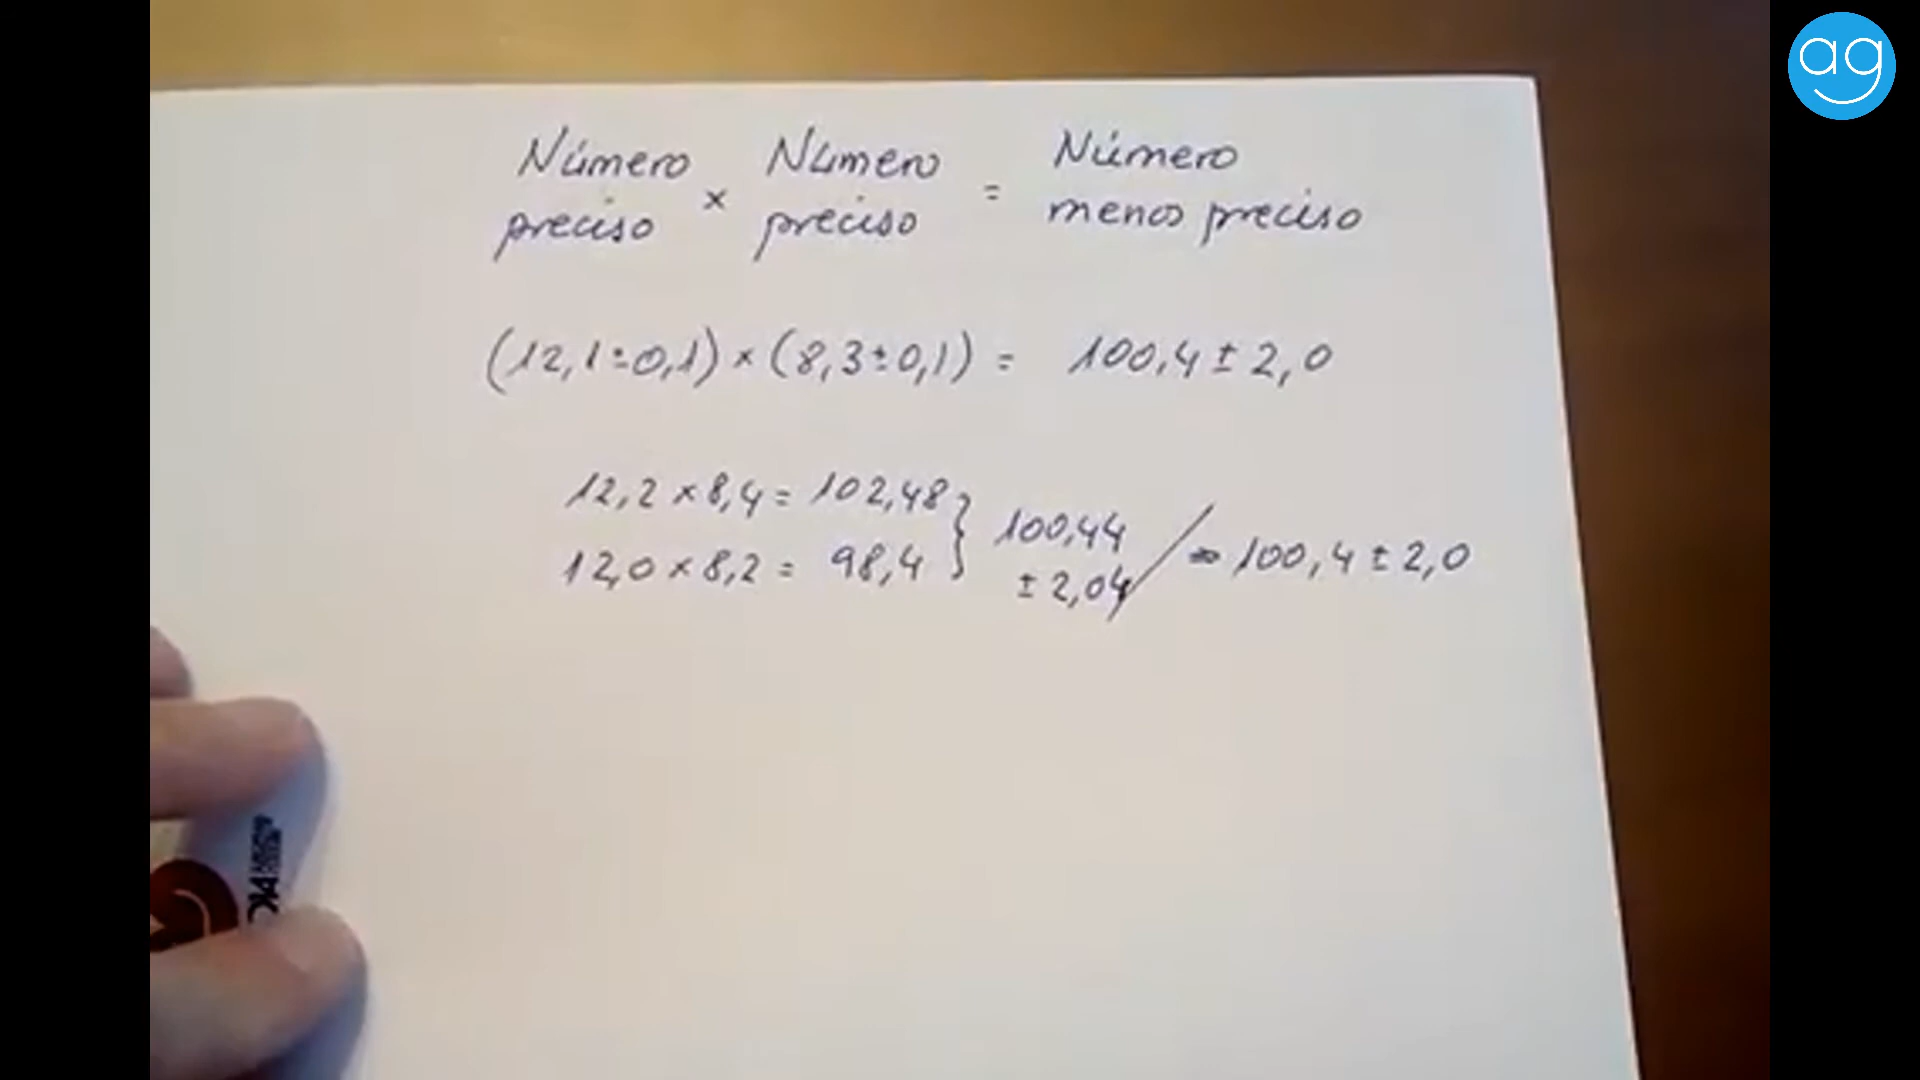 ag
Número × Número = Número
preciso preciso menos preciso
(12,1±0,1) × (8,3±0,1) = 100,4 ± 2,0
12,2 × 8,4 = 102,48 } 100,44
12,0 × 8,2 = 98,4 ± 2,04 / → 100,4 ± 2,0